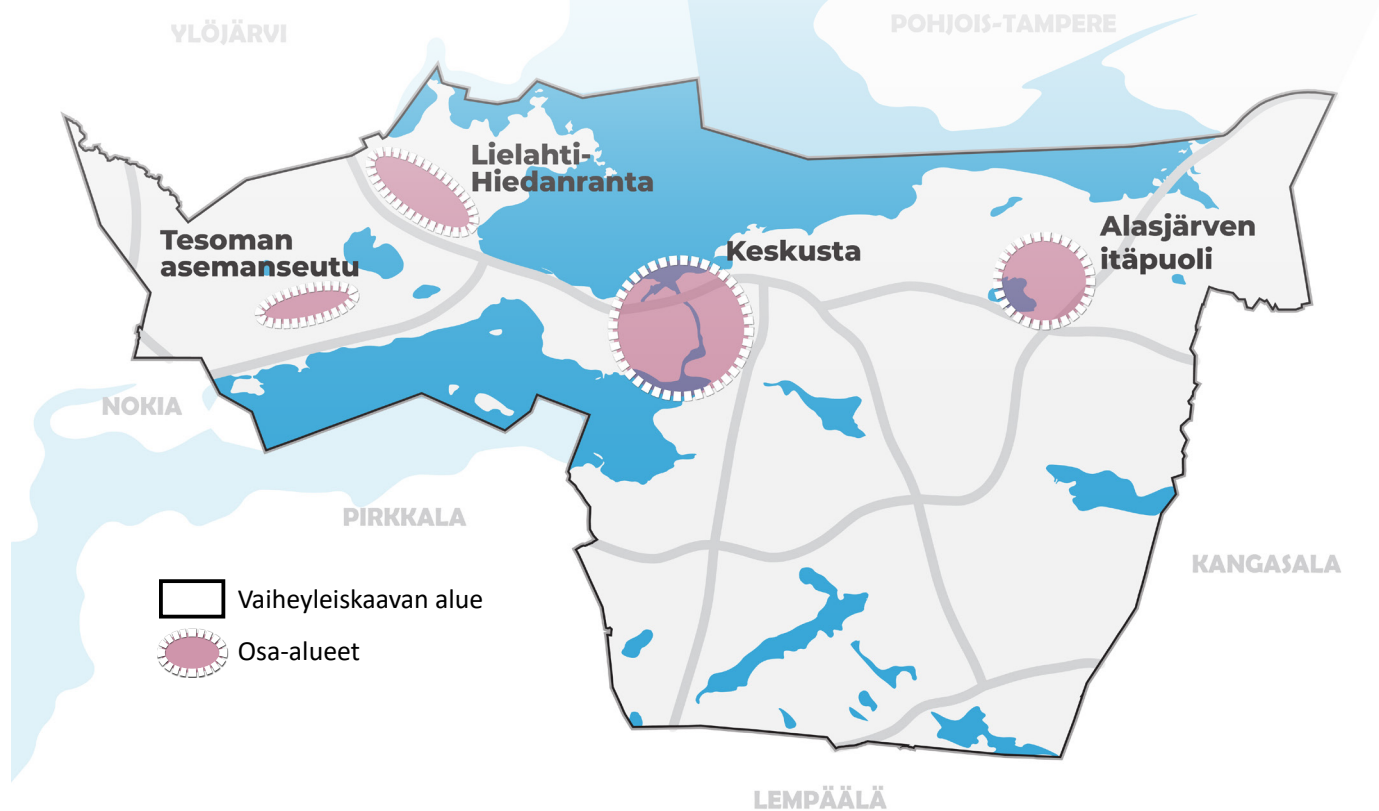 YLÖJÄRVI
POHJOIS-TAMPERE
Lielahti-
Hiedanranta
Tesoman
asemanseutu
Keskusta
Alasjärven
itäpuoli
NOKIA
PIRKKALA
KANGASALA
Vaiheyleiskaavan alue
Osa-alueet
LEMPÄÄLÄ